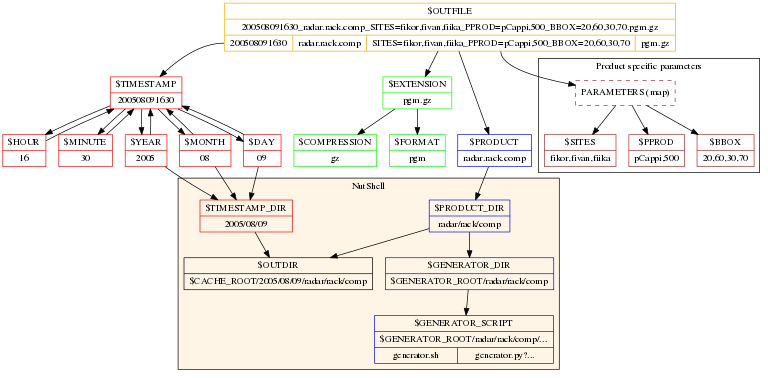 $OUTFILE
200508091630_radar.rack.comp_SITES=fikor,fivan,fiika_PPROD=pCappi,500_BBOX=20,60,30,70.pgm.gz
200508091630 radar.rack.comp SITES=fikor,fivan,fiika_PPROD=pCappi,500_BBOX=20,60,30,70 pgm.gz
Product specific parameters
$TIMESTAMP
200508091630
$EXTENSION
pgm.gz
PARAMETERS (map)
$HOUR
16
$MINUTE
30
$YEAR
2005
$MONTH
08
$DAY
09
$COMPRESSION
gz
$FORMAT
pgm
$PRODUCT
radar.rack.comp
$SITES
fikor,fivan,fiika
$PPROD
pCappi,500
$BBOX
20,60,30,70
NutShell
$TIMESTAMP_DIR
2005/08/09
$PRODUCT_DIR
radar/rack/comp
$OUTDIR
$CACHE_ROOT/2005/08/09/radar/rack/comp
$GENERATOR_DIR
$GENERATOR_ROOT/radar/rack/comp
$GENERATOR_SCRIPT
$GENERATOR_ROOT/radar/rack/comp/...
generator.sh generator.py?...